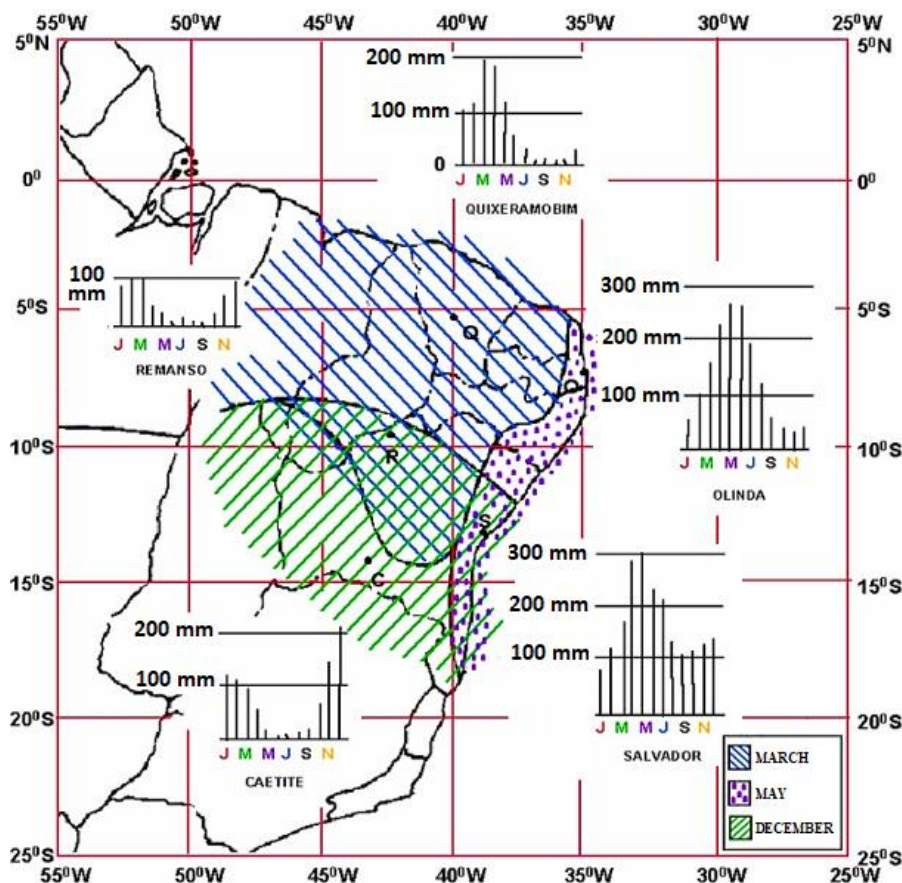 55⁰W 50⁰W 45⁰W 40⁰W 35⁰W 30⁰W 25⁰W
5⁰N 5⁰N
200 mm
100 mm
0
J M M J S N
QUIXERAMOBIM
0⁰ 0⁰
100
mm
J M M J S N
REMANSO
5⁰S 5⁰S
300 mm
200 mm
100 mm
J M M J S N
OLINDA
Q
O
10⁰S 10⁰S
R
S
C
15⁰S 15⁰S
300 mm
200 mm
100 mm
J M M J S N
SALVADOR
200 mm
100 mm
J M M J S N
CAETITE
20⁰S 20⁰S
MARCH
MAY
DECEMBER
25⁰S 25⁰S
55⁰W 50⁰W 45⁰W 40⁰W 35⁰W 30⁰W 25⁰W